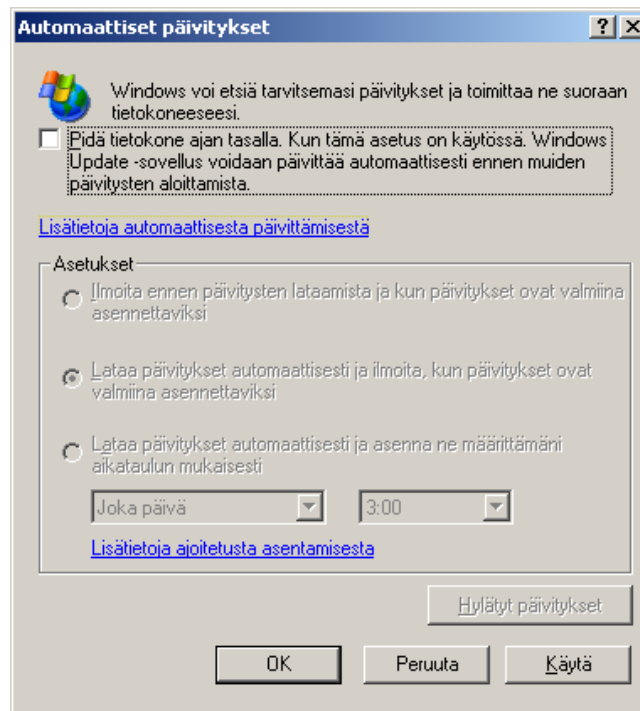 Automaattiset päivitykset
Windows voi etsiä tarvitsemasi päivitykset ja toimittaa ne suoraan
tietokoneeseesi.
Pidä tietokone ajan tasalla. Kun tämä asetus on käytössä. Windows
Update -sovellus voidaan päivittää automaattisesti ennen muiden
päivitysten aloittamista.
Lisätietoja automaattisesta päivittämisestä
Asetukset
Ilmoita ennen päivitysten lataamista ja kun päivitykset ovat valmiina
asennettaviksi
Lataa päivitykset automaattisesti ja ilmoita, kun päivitykset ovat
valmiina asennettaviksi
Lataa päivitykset automaattisesti ja asenna ne määrittämäni
aikataulun mukaisesti
Joka päivä 3:00
Lisätietoja ajoitetusta asentamisesta
Hylätyt päivitykset
OK Peruuta Käytä